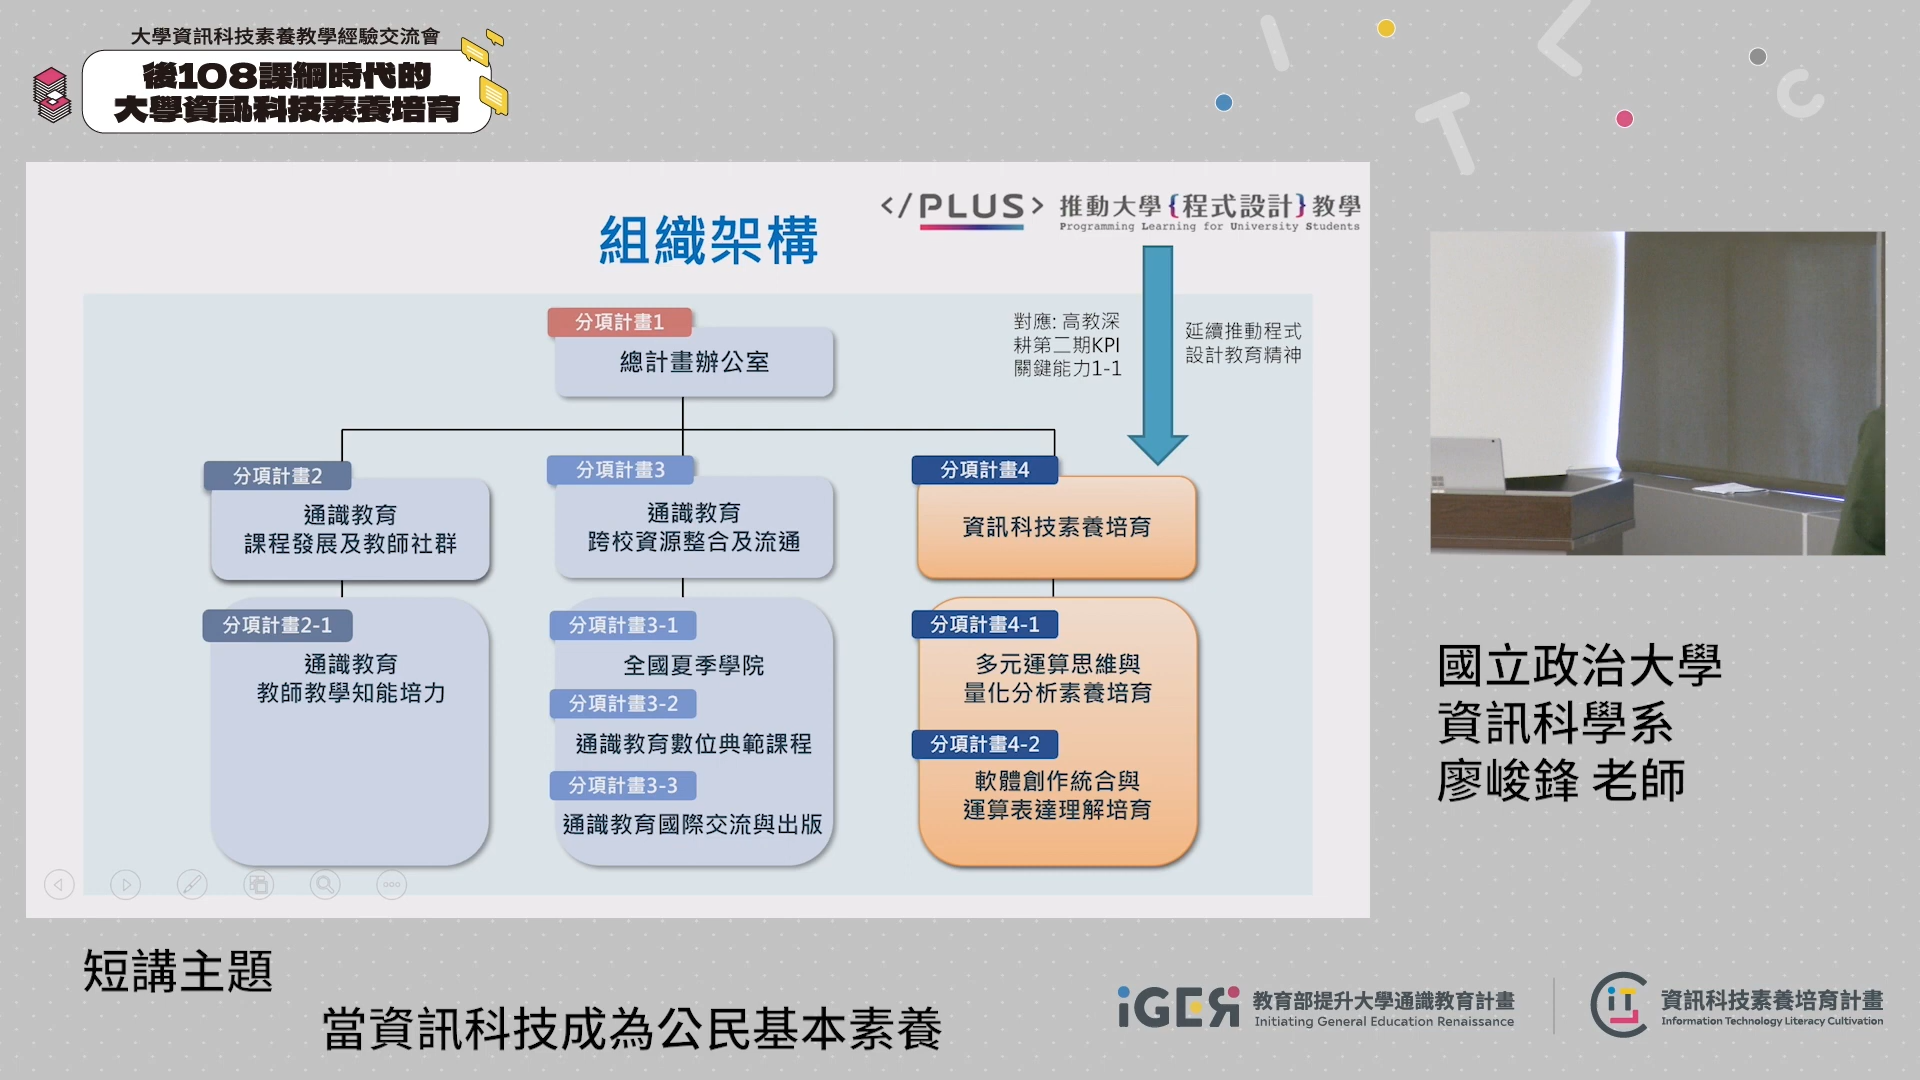 大學資訊科技素養教學經驗交流會
後108課綱時代的
大學資訊科技素養培育
I
T
L
C
組織架構
</PLUS> 推動大學{程式設計}教學
Programming Learning for University Students
分項計畫1
總計畫辦公室
對應: 高教深
耕第二期KPI
關鍵能力1-1
延續推動程式
設計教育精神
分項計畫2
通識教育
課程發展及教師社群
分項計畫3
通識教育
跨校資源整合及流通
分項計畫4
資訊科技素養培育
分項計畫2-1
通識教育
教師教學知能培力
分項計畫3-1
全國夏季學院
分項計畫3-2
通識教育數位典範課程
分項計畫3-3
通識教育國際交流與出版
分項計畫4-1
多元運算思維與
量化分析素養培育
分項計畫4-2
軟體創作統合與
運算表達理解培育
國立政治大學
資訊科學系
廖峻鋒 老師
短講主題
當資訊科技成為公民基本素養
iGER 教育部提升大學通識教育計畫
Initiating General Education Renaissance
資訊科技素養培育計畫
Information Technology Literacy Cultivation